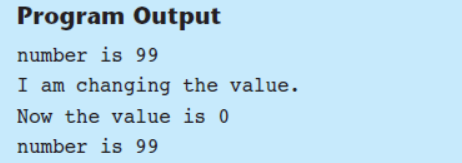 Program Output
number is 99
I am changing the value.
Now the value is 0
number is 99